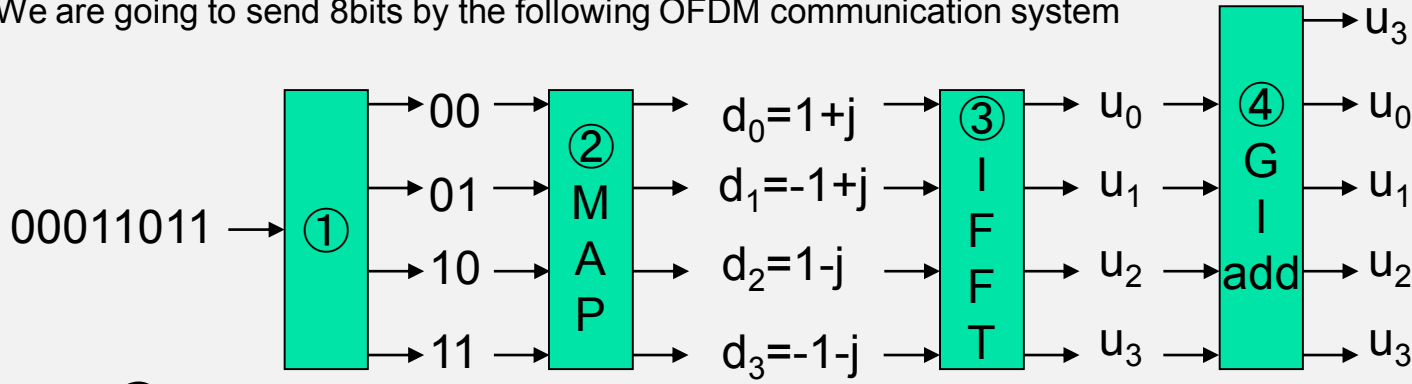 We are going to send 8bits by the following OFDM communication system
00011011
①
00
01
10
11
②
M
A
P
d₀=1+j
d₁=-1+j
d₂=1-j
d₃=-1-j
③
I
F
F
T
u₀
u₁
u₂
u₃
④
G
I
add
u₃
u₀
u₁
u₂
u₃